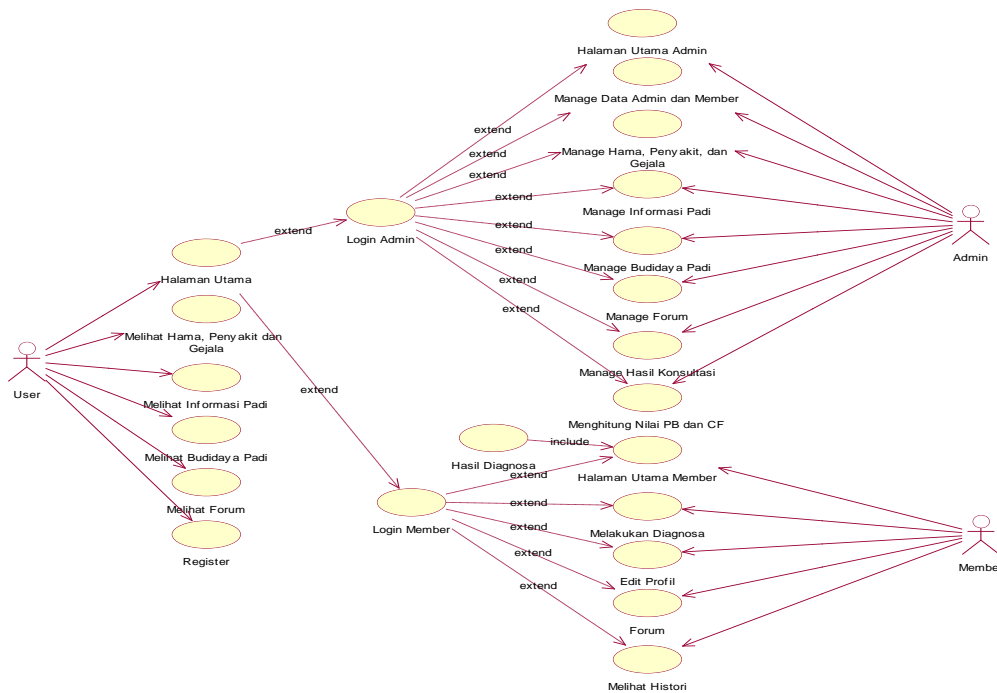 Halaman Utama Admin
Manage Data Admin dan Member
extend
extend
extend
Manage Hama, Penyakit, dan
Gejala
extend
Manage Informasi Padi
extend
Login Admin
extend
Admin
extend
Manage Budidaya Padi
Halaman Utama
extend
extend
Manage Forum
Melihat Hama, Penyakit dan
Gejala
Manage Hasil Konsultasi
User
extend
Melihat Informasi Padi
Menghitung Nilai PB dan CF
include
Melihat Budidaya Padi
Hasil Diagnosa
extend
Halaman Utama Member
extend
Melihat Forum
Login Member
extend
Melakukan Diagnosa
extend
Register
Member
Edit Profil
extend
Forum
Melihat Histori